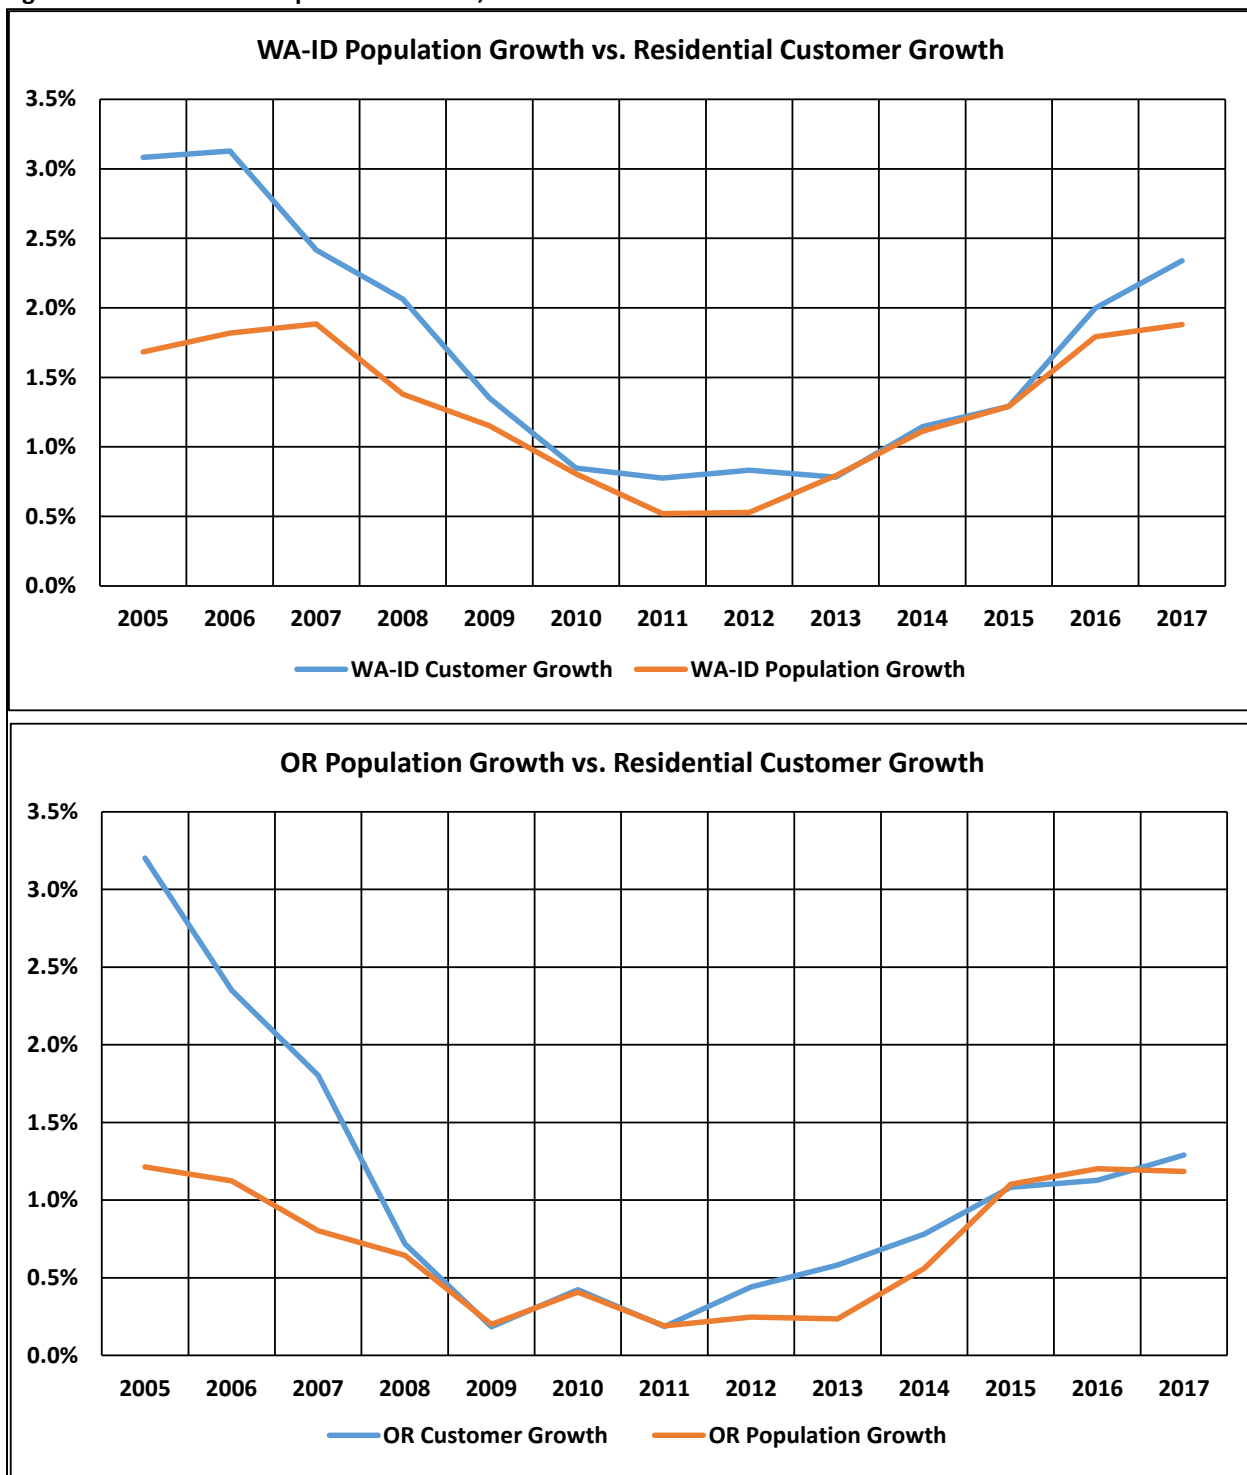 WA-ID Population Growth vs. Residential Customer Growth
3.5%
3.0%
2.5%
2.0%
1.5%
1.0%
0.5%
0.0%
2005 2006 2007 2008 2009 2010 2011 2012 2013 2014 2015 2016 2017
WA-ID Customer Growth WA-ID Population Growth
OR Population Growth vs. Residential Customer Growth
3.5%
3.0%
2.5%
2.0%
1.5%
1.0%
0.5%
0.0%
2005 2006 2007 2008 2009 2010 2011 2012 2013 2014 2015 2016 2017
OR Customer Growth OR Population Growth